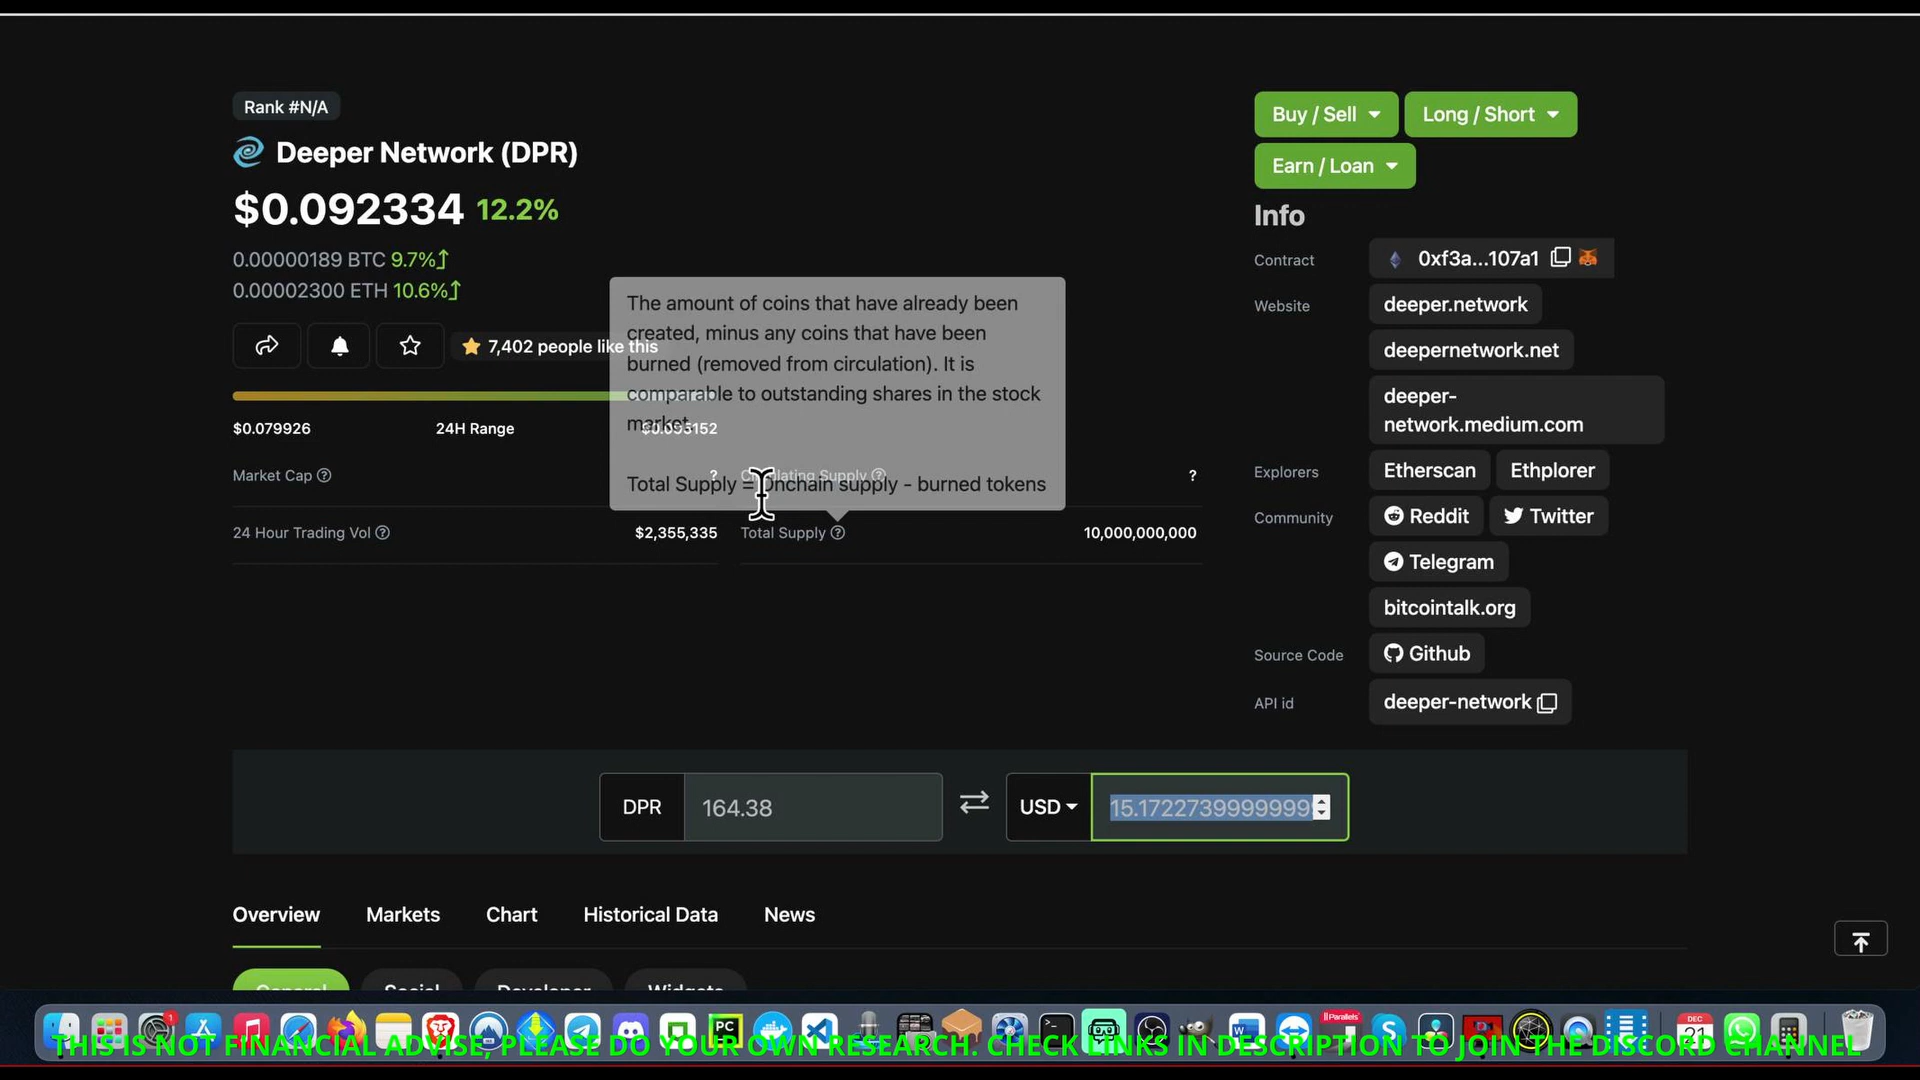 Rank #N/A
Deeper Network (DPR)
$0.092334 12.2%
0.00000189 BTC 9.7%
0.00002300 ETH 10.6%
7,402 people like this
$0.079926 24H Range
Market Cap ?
Circulating Supply ?
24 Hour Trading Vol $2,355,335
Total Supply 10,000,000,000
The amount of coins that have already been
created, minus any coins that have been
burned (removed from circulation). It is
comparable to outstanding shares in the stock
market.
Total Supply = Onchain supply - burned tokens
Buy / Sell Long / Short
Earn / Loan
Info
Contract 0xf3a...107a1
Website deeper.network
deepernetwork.net
deeper-
network.medium.com
Explorers Etherscan Ethplorer
Community Reddit Twitter
Telegram
bitcointalk.org
Source Code Github
API id deeper-network
DPR 164.38 USD 15.1722739999999
Overview Markets Chart Historical Data News
General Social Developer Widgets
THIS IS NOT FINANCIAL ADVISE, PLEASE DO YOUR OWN RESEARCH. CHECK LINKS IN DESCRIPTION TO JOIN THE DISCORD CHANNEL